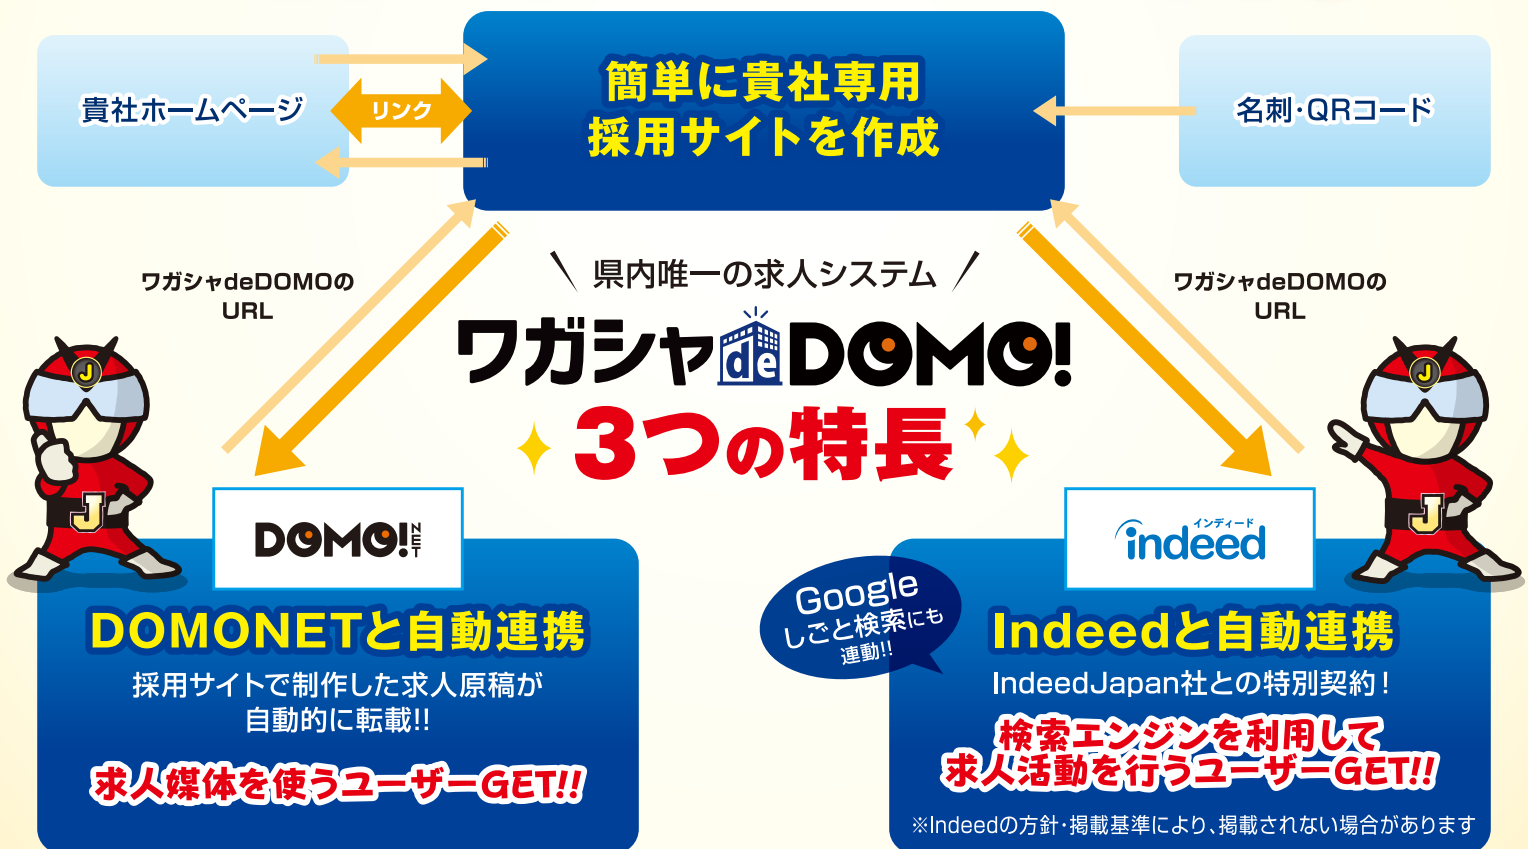 簡単に貴社専用
採用サイトを作成
貴社ホームページ
リンク
名刺・QRコード
ワガシャdeDOMOの
URL
県内唯一の求人システム
ワガシャdeDOMO!
3つの特長
ワガシャdeDOMOの
URL
J
J
J
J
DOMO!NET
DOMONETと自動連携
採用サイトで制作した求人原稿が
自動的に転載!!
求人媒体を使うユーザーGET!!
Google
しごと検索にも
連動!!
インディード
indeed
Indeedと自動連携
IndeedJapan社との特別契約!
検索エンジンを利用して
求人活動を行うユーザーGET!!
※Indeedの方針・掲載基準により、掲載されない場合があります